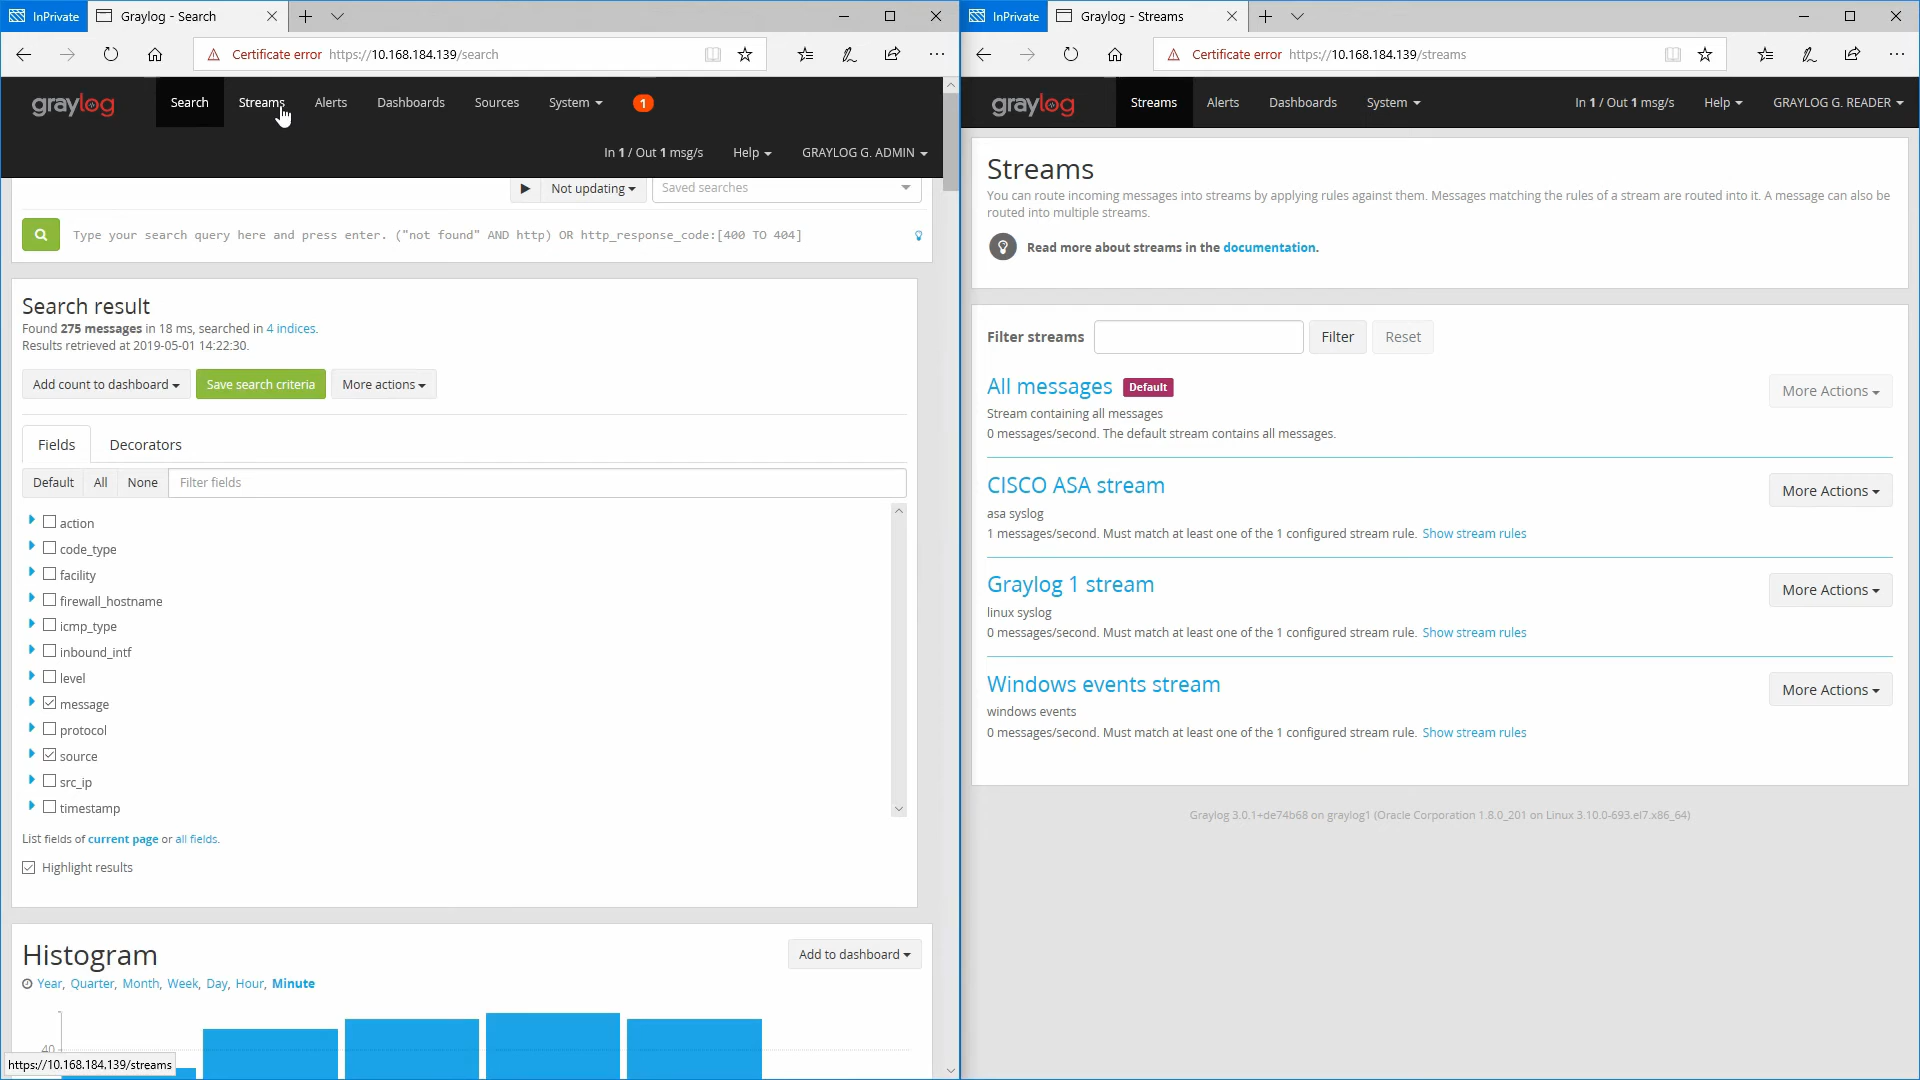 InPrivate
Graylog - Search
Certificate error https://10.168.184.139/search
graylog
Search
Streams
Alerts
Dashboards
Sources
System
1
In 1 / Out 1 msg/s
Help
GRAYLOG G. ADMIN
Not updating
Saved searches
Type your search query here and press enter. ("not found" AND http) OR http_response_code:[400 TO 404]
Search result
Found 275 messages in 18 ms, searched in 4 indices.
Results retrieved at 2019-05-01 14:22:30.
Add count to dashboard
Save search criteria
More actions
Fields
Decorators
Default
All
None
Filter fields
action
code_type
facility
firewall_hostname
icmp_type
inbound_intf
level
message
protocol
source
src_ip
timestamp
List fields of current page or all fields.
Highlight results
Histogram
Add to dashboard
Year, Quarter, Month, Week, Day, Hour, Minute
40
https://10.168.184.139/streams
InPrivate
Graylog - Streams
Certificate error https://10.168.184.139/streams
graylog
Streams
Alerts
Dashboards
System
In 1 / Out 1 msg/s
Help
GRAYLOG G. READER
Streams
You can route incoming messages into streams by applying rules against them. Messages matching the rules of a stream are routed into it. A message can also be
routed into multiple streams.
Read more about streams in the documentation.
Filter streams
Filter
Reset
All messages Default
More Actions
Stream containing all messages
0 messages/second. The default stream contains all messages.
CISCO ASA stream
More Actions
asa syslog
1 messages/second. Must match at least one of the 1 configured stream rule. Show stream rules
Graylog 1 stream
More Actions
linux syslog
0 messages/second. Must match at least one of the 1 configured stream rule. Show stream rules
Windows events stream
More Actions
windows events
0 messages/second. Must match at least one of the 1 configured stream rule. Show stream rules
Graylog 3.0.1+de74b68 on graylog1 (Oracle Corporation 1.8.0_201 on Linux 3.10.0-693.el7.x86_64)